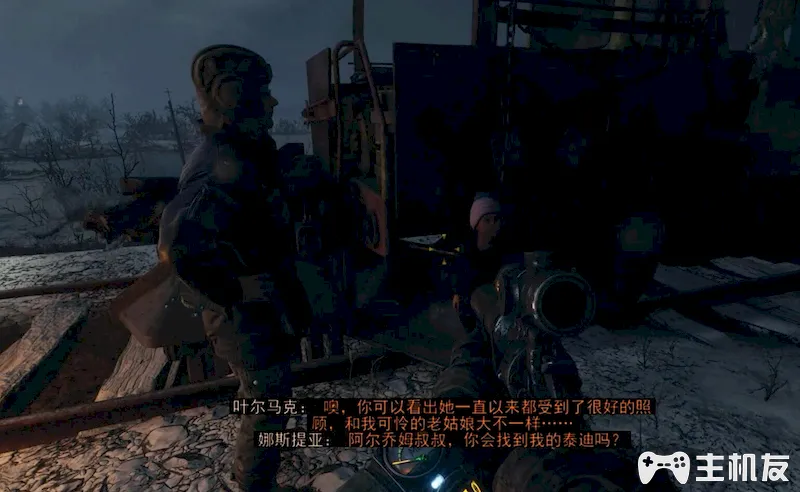 叶尔马克： 噢，你可以看出她一直以来都受到了很好的照
顾，和我可怜的老姑娘大不一样……
娜斯提亚： 阿尔乔姆叔叔，你会找到我的泰迪吗？
主机友